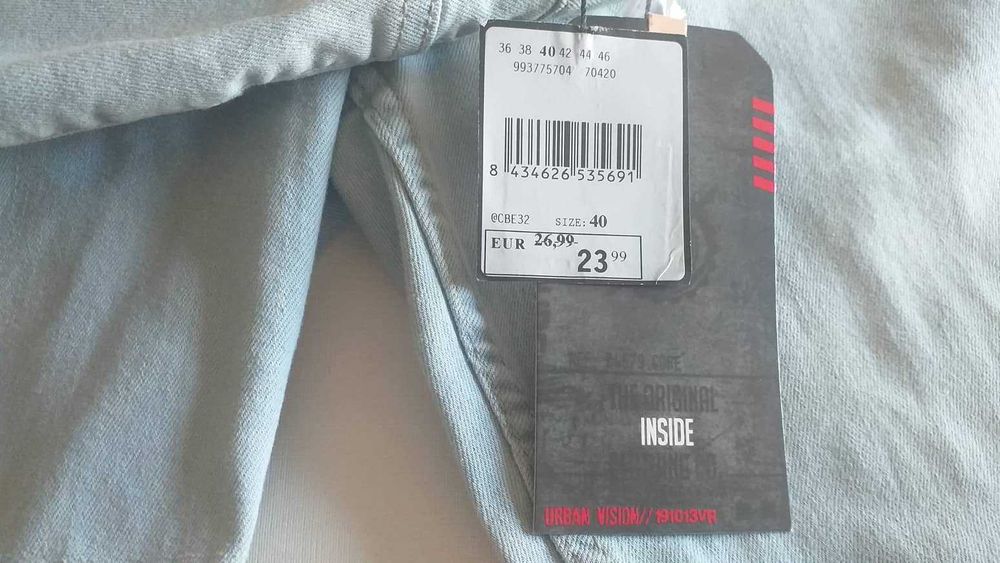 36 38 40 42 44 46
993775704 70420
8 434626 535691
@CBE32 SIZE: 40
EUR 26,99
23 99
THE ORIGINAL
INSIDE
URBAN VISION// 191013VR